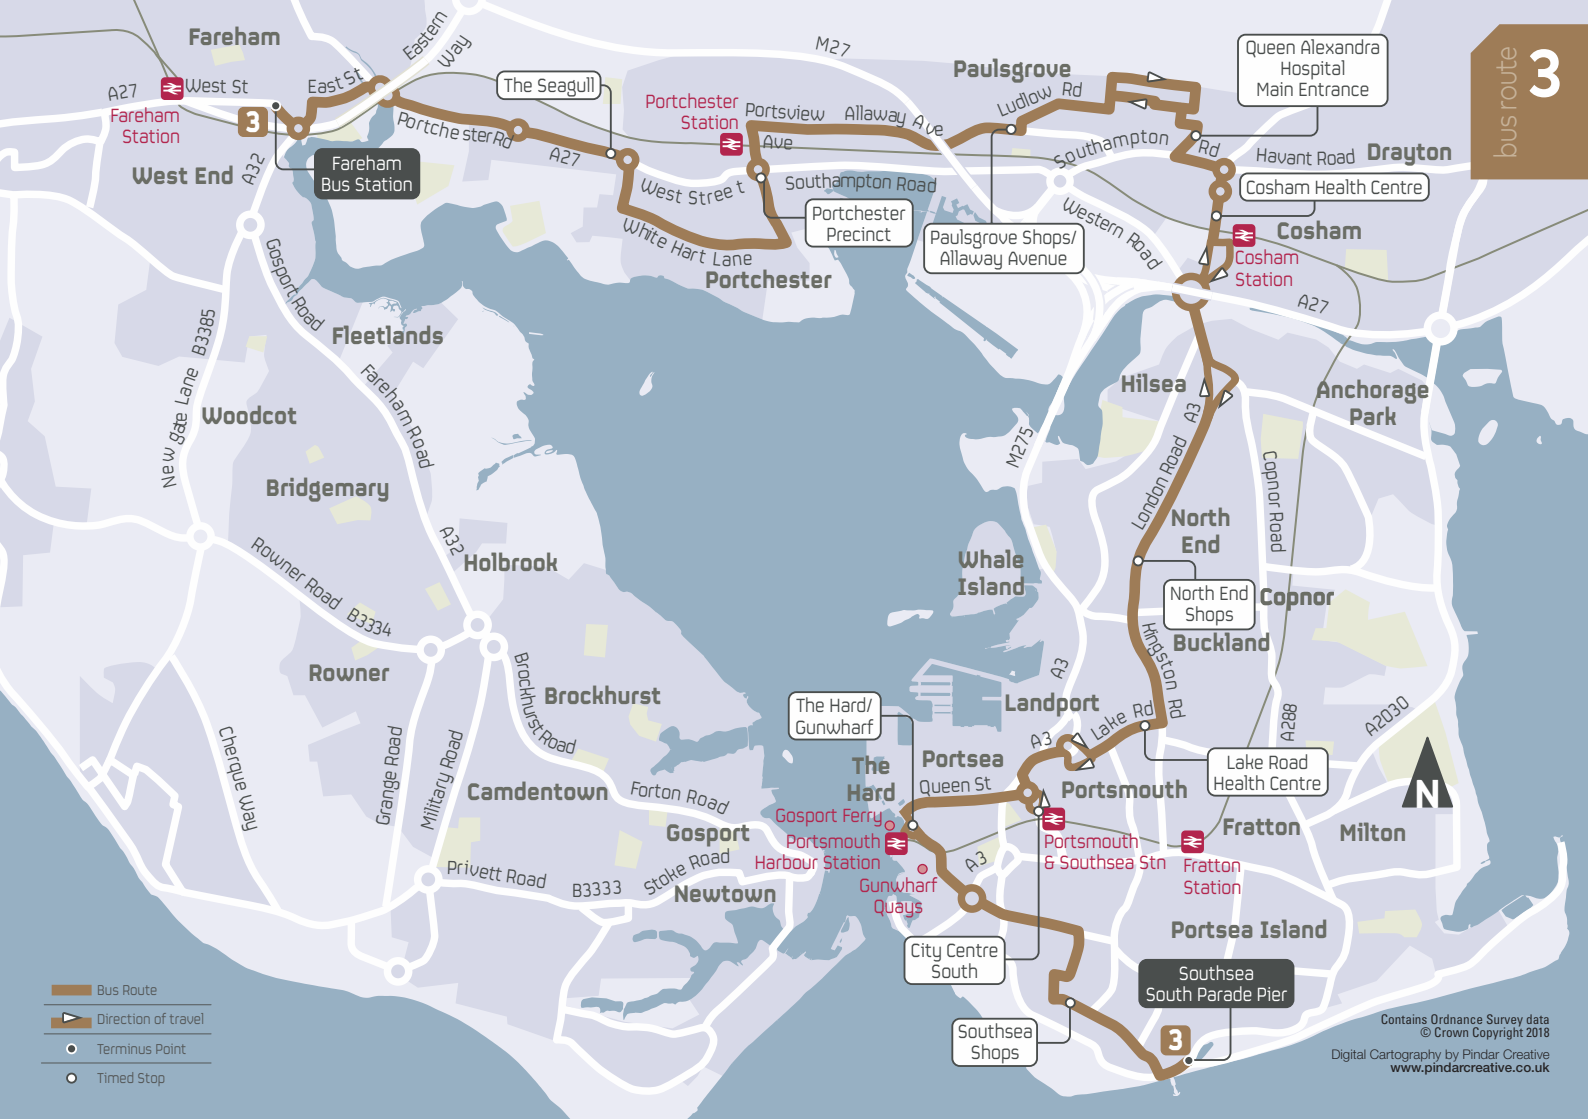 bus route
3
Fareham
A27
West St
East St
Eastern
Way
M27
Fareham
Station
3
Fareham
Bus Station
West End
A32
Portchester Rd
A27
The Seagull
Portchester
Station
Portsview
Ave
Allaway Ave
Paulsgrove
Ludlow Rd
Queen Alexandra
Hospital
Main Entrance
Southampton
Rd
Havant Road
Drayton
Cosham Health Centre
Cosham
Cosham
Station
A27
West Street
Southampton Road
White Hart Lane
Portchester
Portchester
Precinct
Paulsgrove Shops/
Allaway Avenue
Western Road
Gosport Road
Fleetlands
Newgate Lane B3385
Woodcot
Fareham Road
Bridgemary
A32
Holbrook
Rowner Road B3334
Rowner
Brockhurst
Brockhurst Road
Cherque Way
Grange Road
Military Road
Camdentown
Forton Road
Gosport
Privett Road
B3333
Stoke Road
Newtown
Hilsea
A3
M275
Anchorage
Park
London Road
Copnor Road
North
End
Whale
Island
North End
Shops
Copnor
Buckland
Kingston Rd
A3
Landport
Lake Rd
A3
A288
A2030
The Hard/
Gunwharf
The
Hard
Portsea
Queen St
Portsmouth
Lake Road
Health Centre
Gosport Ferry
Portsmouth
Harbour Station
Gunwharf
Quays
A3
Portsmouth
& Southsea Stn
Fratton
Fratton
Station
Milton
N
City Centre
South
Portsea Island
Southsea
South Parade Pier
3
Southsea
Shops
Bus Route
Direction of travel
Terminus Point
Timed Stop
Contains Ordnance Survey data
© Crown Copyright 2018
Digital Cartography by Pindar Creative
www.pindarcreative.co.uk